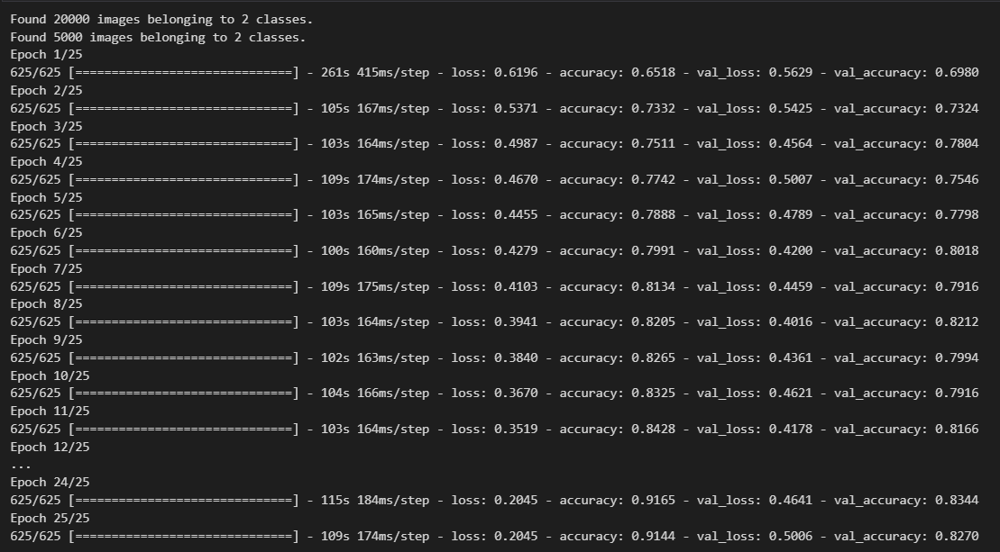 Found 20000 images belonging to 2 classes.
Found 5000 images belonging to 2 classes.
Epoch 1/25
625/625 [==============================] - 261s 415ms/step - loss: 0.6196 - accuracy: 0.6518 - val_loss: 0.5629 - val_accuracy: 0.6980
Epoch 2/25
625/625 [==============================] - 105s 167ms/step - loss: 0.5371 - accuracy: 0.7332 - val_loss: 0.5425 - val_accuracy: 0.7324
Epoch 3/25
625/625 [==============================] - 103s 164ms/step - loss: 0.4987 - accuracy: 0.7511 - val_loss: 0.4564 - val_accuracy: 0.7804
Epoch 4/25
625/625 [==============================] - 109s 174ms/step - loss: 0.4670 - accuracy: 0.7742 - val_loss: 0.5007 - val_accuracy: 0.7546
Epoch 5/25
625/625 [==============================] - 103s 165ms/step - loss: 0.4455 - accuracy: 0.7888 - val_loss: 0.4789 - val_accuracy: 0.7798
Epoch 6/25
625/625 [==============================] - 100s 160ms/step - loss: 0.4279 - accuracy: 0.7991 - val_loss: 0.4200 - val_accuracy: 0.8018
Epoch 7/25
625/625 [==============================] - 109s 175ms/step - loss: 0.4103 - accuracy: 0.8134 - val_loss: 0.4459 - val_accuracy: 0.7916
Epoch 8/25
625/625 [==============================] - 103s 164ms/step - loss: 0.3941 - accuracy: 0.8205 - val_loss: 0.4016 - val_accuracy: 0.8212
Epoch 9/25
625/625 [==============================] - 102s 163ms/step - loss: 0.3840 - accuracy: 0.8265 - val_loss: 0.4361 - val_accuracy: 0.7994
Epoch 10/25
625/625 [==============================] - 104s 166ms/step - loss: 0.3670 - accuracy: 0.8325 - val_loss: 0.4621 - val_accuracy: 0.7916
Epoch 11/25
625/625 [==============================] - 103s 164ms/step - loss: 0.3519 - accuracy: 0.8428 - val_loss: 0.4178 - val_accuracy: 0.8166
Epoch 12/25
...
Epoch 24/25
625/625 [==============================] - 115s 184ms/step - loss: 0.2045 - accuracy: 0.9165 - val_loss: 0.4641 - val_accuracy: 0.8344
Epoch 25/25
625/625 [==============================] - 109s 174ms/step - loss: 0.2045 - accuracy: 0.9144 - val_loss: 0.5006 - val_accuracy: 0.8270